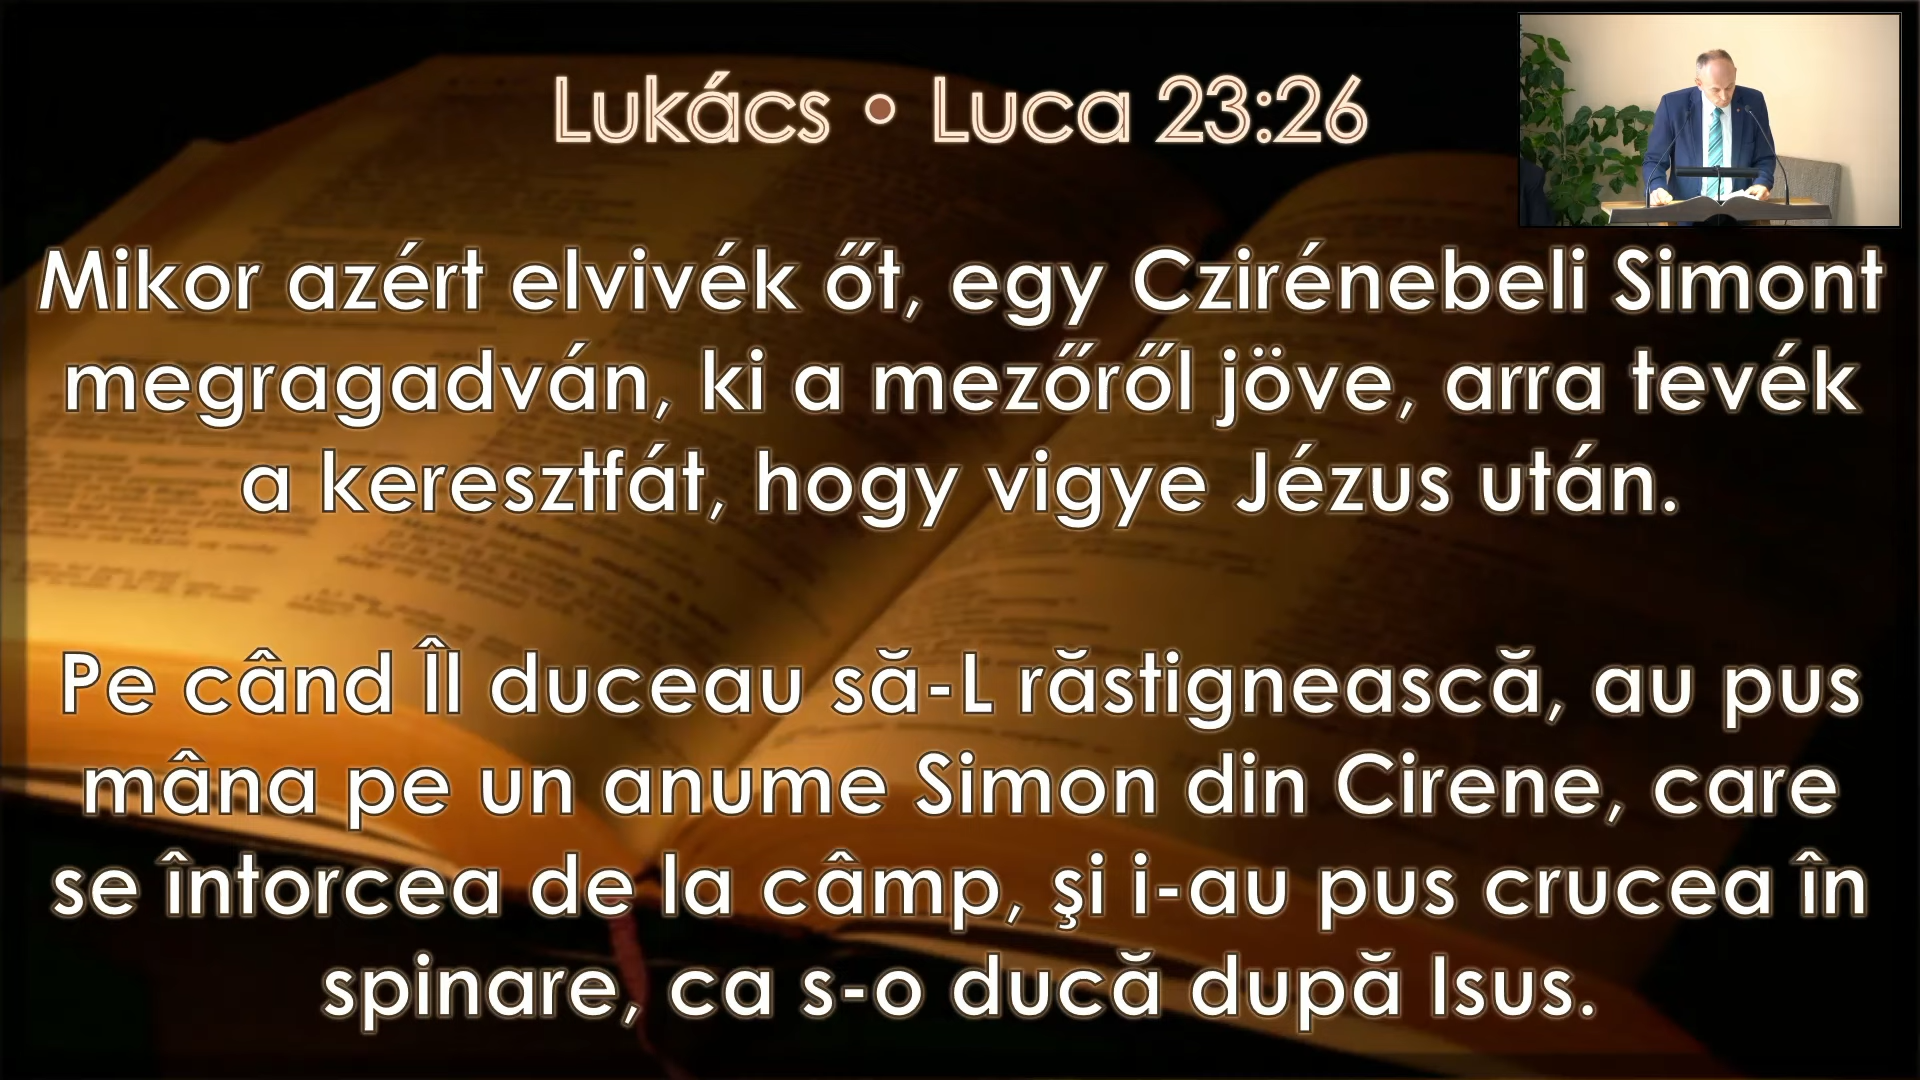 Lukács • Luca 23:26
Mikor azért elvivék őt, egy Czirénebeli Simont
megragadván, ki a mezőről jöve, arra tevék
a keresztfát, hogy vigye Jézus után.
Pe când Îl duceau să-L răstignească, au pus
mâna pe un anume Simon din Cirene, care
se întorcea de la câmp, şi i-au pus crucea în
spinare, ca s-o ducă după Isus.